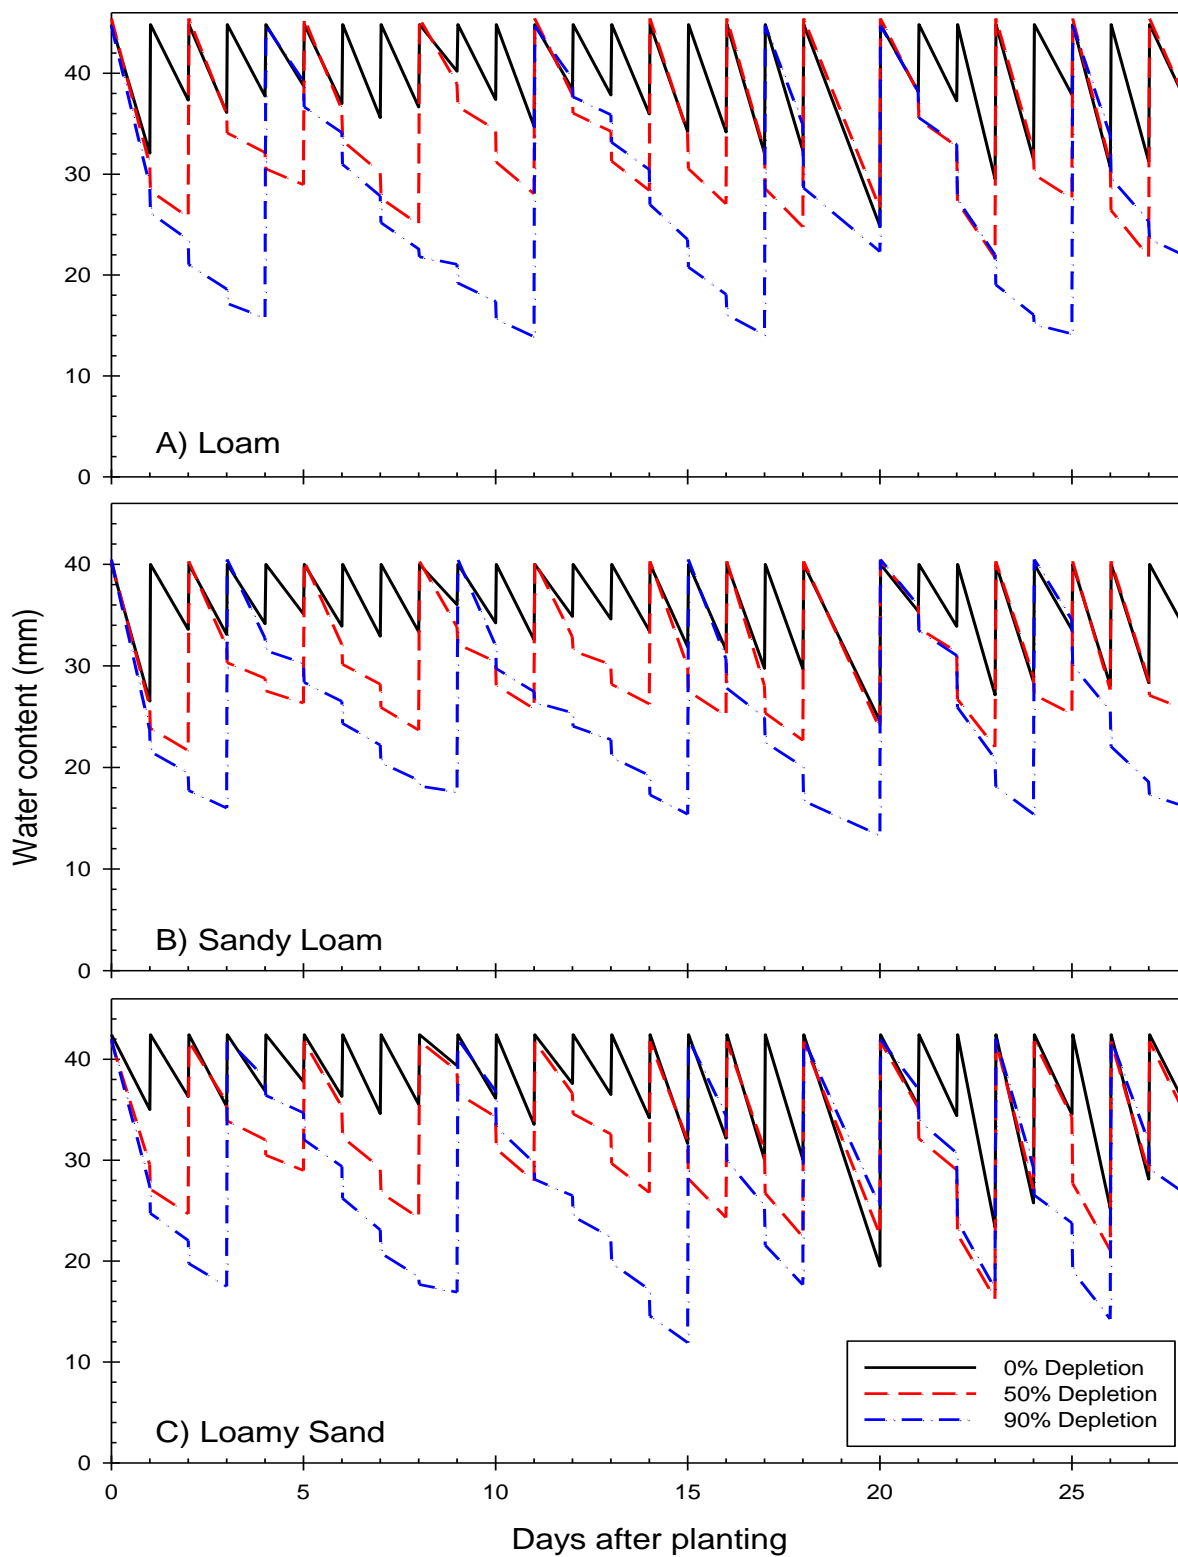 40
30
20
10
A) Loam
0
40
30
20
10
B) Sandy Loam
0
Water content (mm)
40
30
20
10
0% Depletion
50% Depletion
90% Depletion
C) Loamy Sand
0
0 5 10 15 20 25
Days after planting